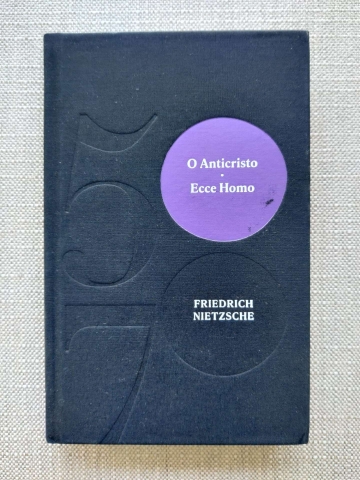 O Anticristo
·
Ecce Homo
FRIEDRICH
NIETZSCHE